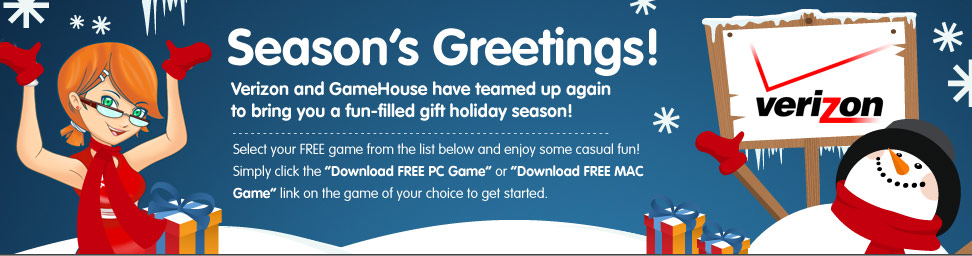 Season's Greetings!
Verizon and GameHouse have teamed up again
to bring you a fun-filled gift holiday season!
Select your FREE game from the list below and enjoy some casual fun!
Simply click the "Download FREE PC Game" or "Download FREE MAC
Game" link on the game of your choice to get started.
verizon